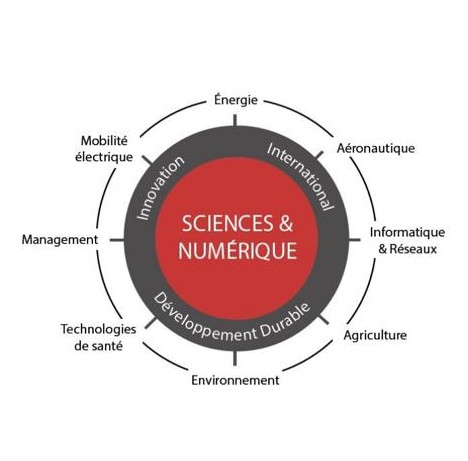 Énergie
Mobilité
électrique
Aéronautique
Innovation
International
SCIENCES &
NUMÉRIQUE
Management
Informatique
& Réseaux
Développement Durable
Technologies
de santé
Agriculture
Environnement